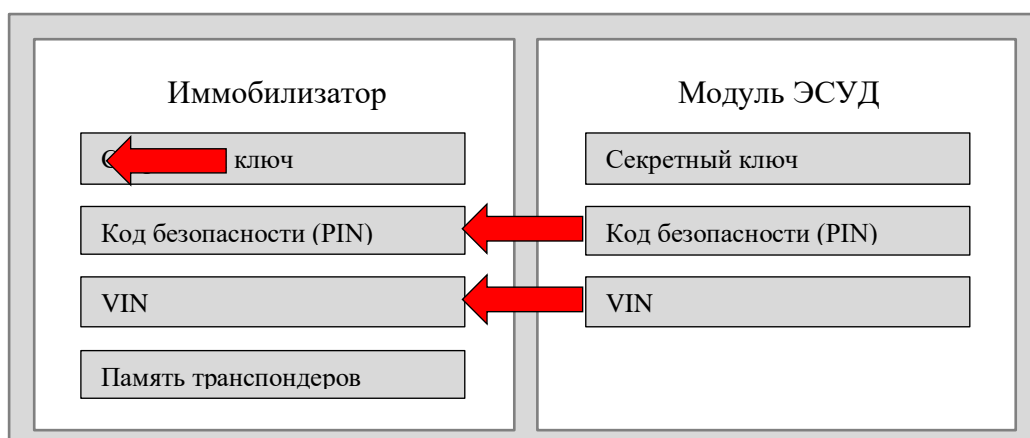 Иммобилизатор
ключ
Код безопасности (PIN)
VIN
Память транспондеров
Модуль ЭСУД
Секретный ключ
Код безопасности (PIN)
VIN